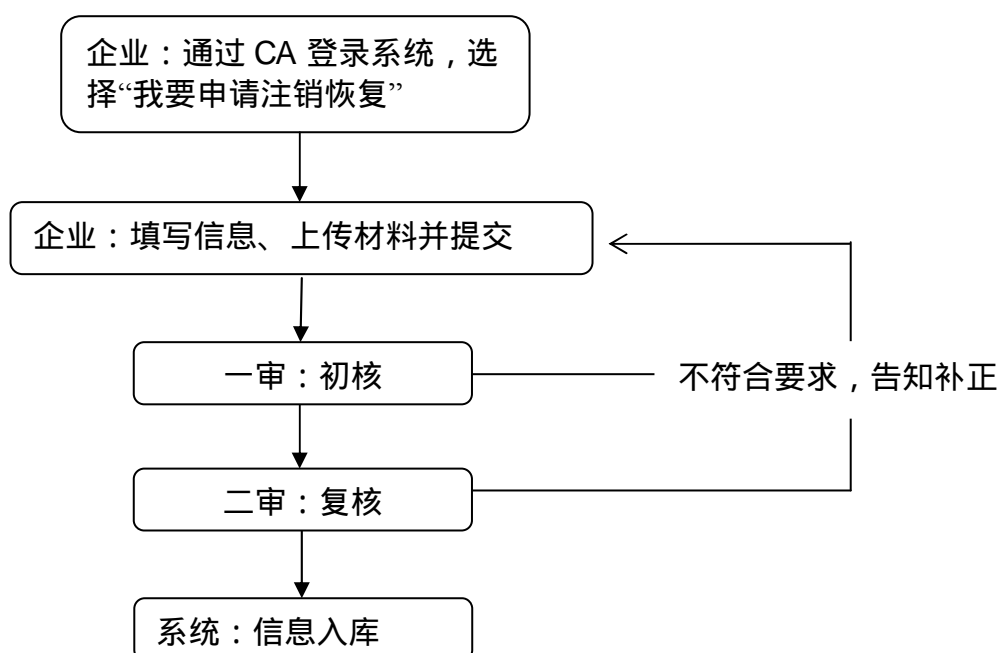 企业：通过 CA 登录系统，选
择“我要申请注销恢复”
企业：填写信息、上传材料并提交
一审：初核
不符合要求，告知补正
二审：复核
系统：信息入库